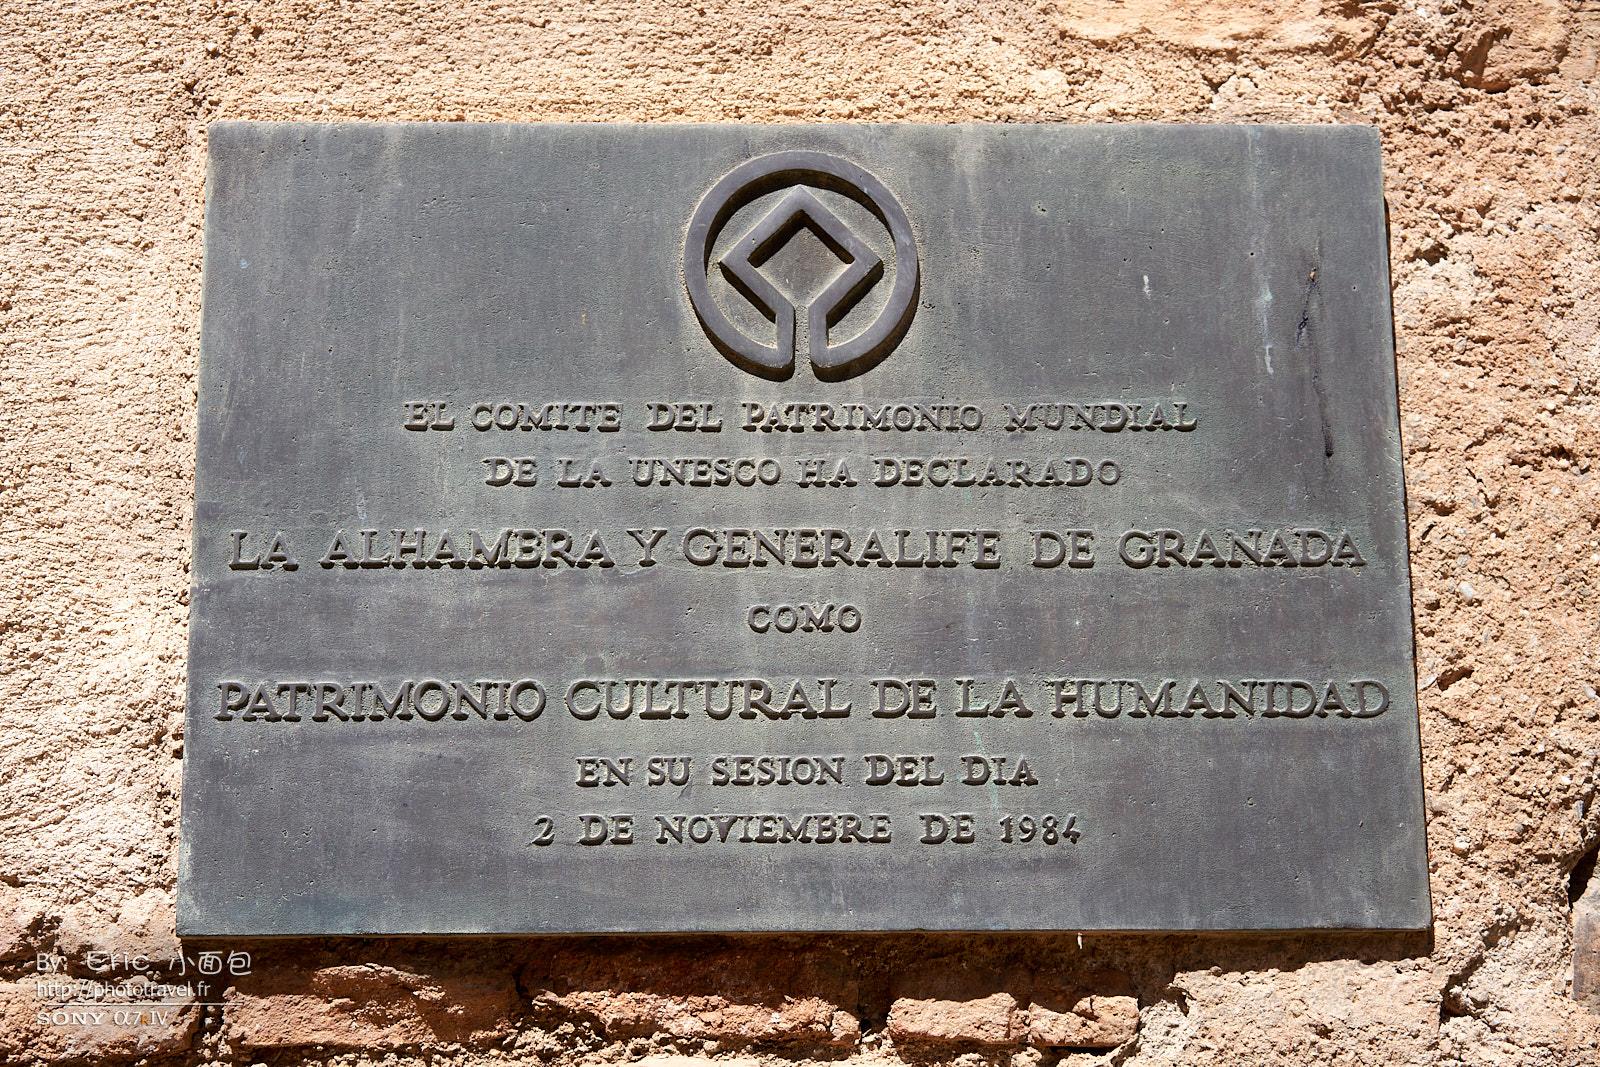 EL COMITE DEL PATRIMONIO MUNDIAL
DE LA UNESCO HA DECLARADO
LA ALHAMBRA Y GENERALIFE DE GRANADA
COMO
PATRIMONIO CULTURAL DE LA HUMANIDAD
EN SU SESION DEL DIA
2 DE NOVIEMBRE DE 1984
By: Eric 小面包
http://phototravel.fr
SONY α7 IV